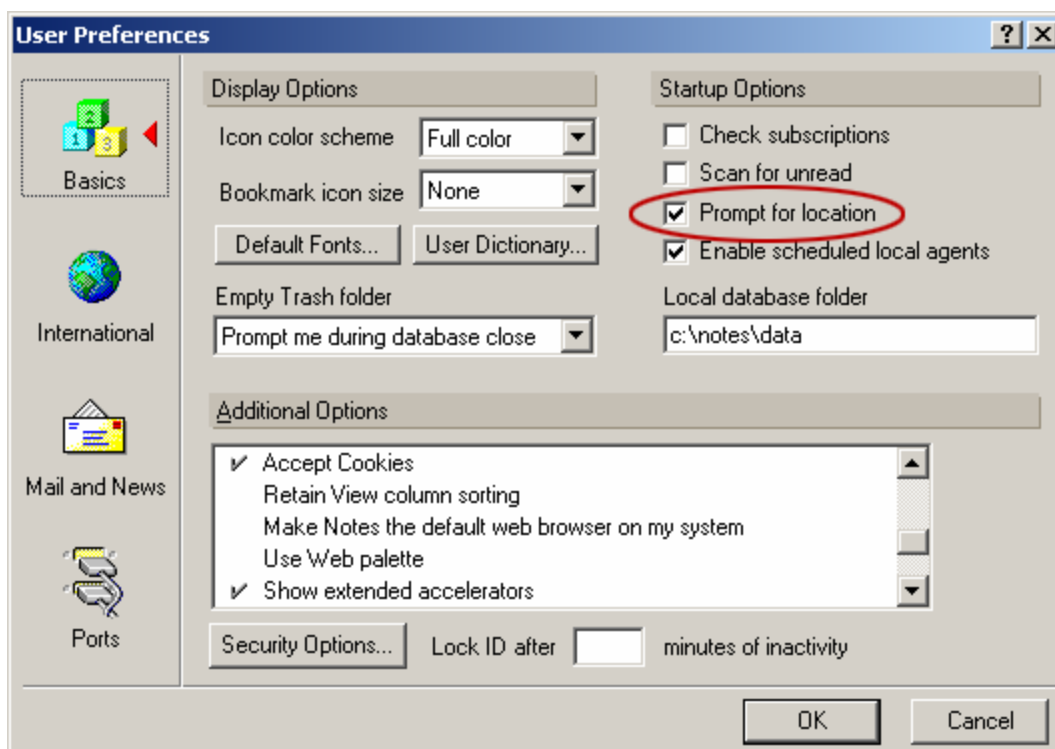 User Preferences
Basics
International
Mail and News
Ports
Display Options
Icon color scheme Full color
Bookmark icon size None
Default Fonts... User Dictionary...
Empty Trash folder
Prompt me during database close
Startup Options
Check subscriptions
Scan for unread
Prompt for location
Enable scheduled local agents
Local database folder
c:\notes\data
Additional Options
Accept Cookies
Retain View column sorting
Make Notes the default web browser on my system
Use Web palette
Show extended accelerators
Security Options... Lock ID after minutes of inactivity
OK Cancel